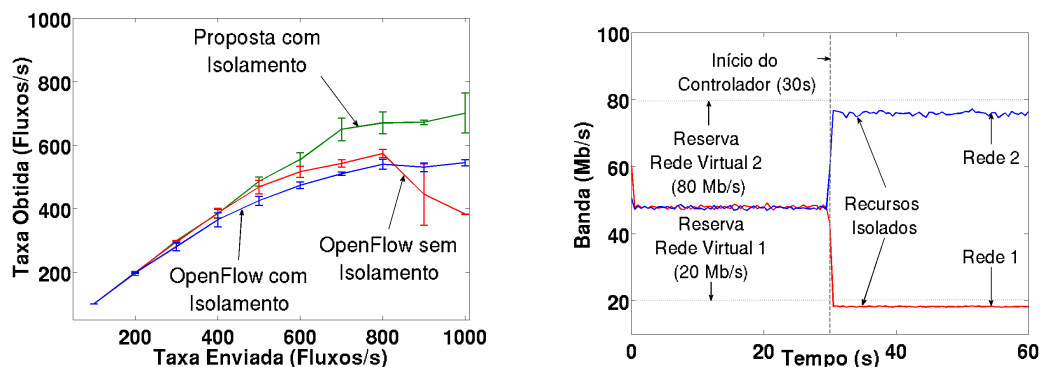 1000
800
600
400
200
Taxa Obtida (Fluxos/s)
Proposta com
Isolamento
OpenFlow sem
Isolamento
OpenFlow com
Isolamento
200 400 600 800 1000
Taxa Enviada (Fluxos/s)
100
80
60
40
20
Banda (Mb/s)
Início do
Controlador (30s)
Reserva
Rede Virtual 2
(80 Mb/s)
Rede 2
Recursos
Isolados
Reserva
Rede Virtual 1
(20 Mb/s)
Rede 1
0 20 40 60
Tempo (s)